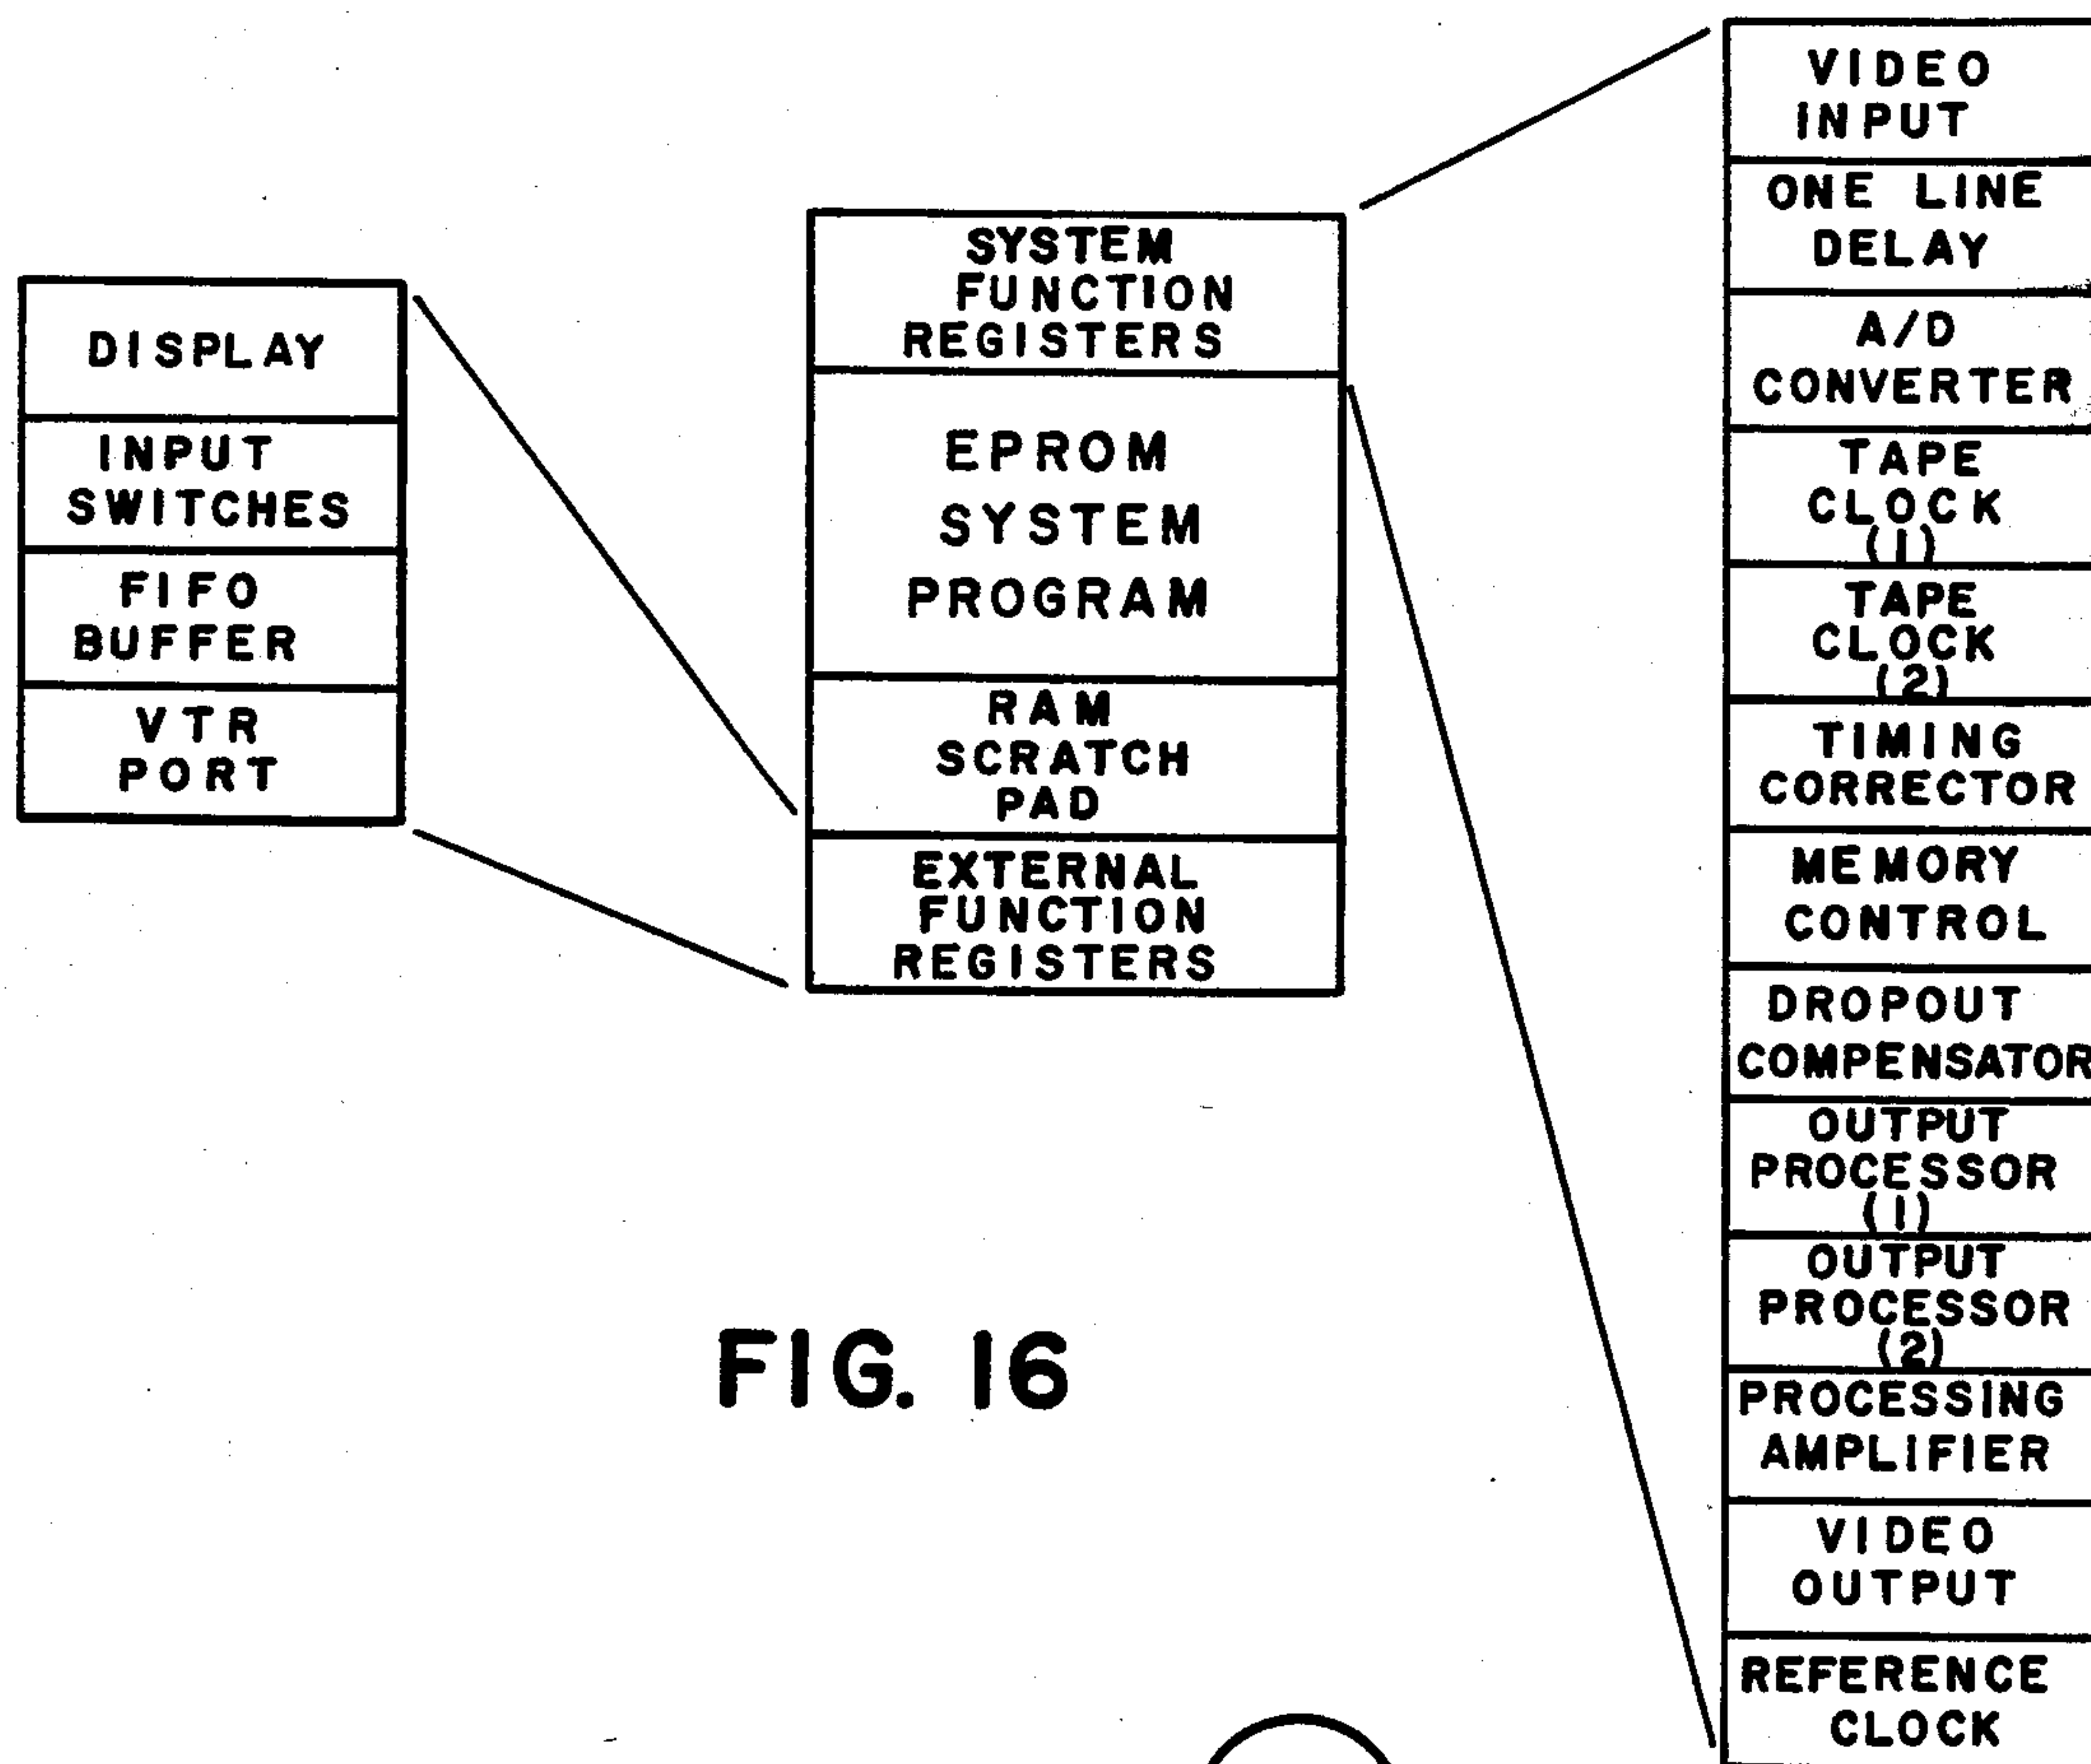 DISPLAY
INPUT
SWITCHES
FIFO
BUFFER
VTR
PORT
SYSTEM
FUNCTION
REGISTERS
EPROM
SYSTEM
PROGRAM
RAM
SCRATCH
PAD
EXTERNAL
FUNCTION
REGISTERS
VIDEO
INPUT
ONE LINE
DELAY
A/D
CONVERTER
TAPE
CLOCK
(1)
TAPE
CLOCK
(2)
TIMING
CORRECTOR
MEMORY
CONTROL
DROPOUT
COMPENSATOR
OUTPUT
PROCESSOR
(1)
OUTPUT
PROCESSOR
(2)
PROCESSING
AMPLIFIER
VIDEO
OUTPUT
REFERENCE
CLOCK
FIG. 16